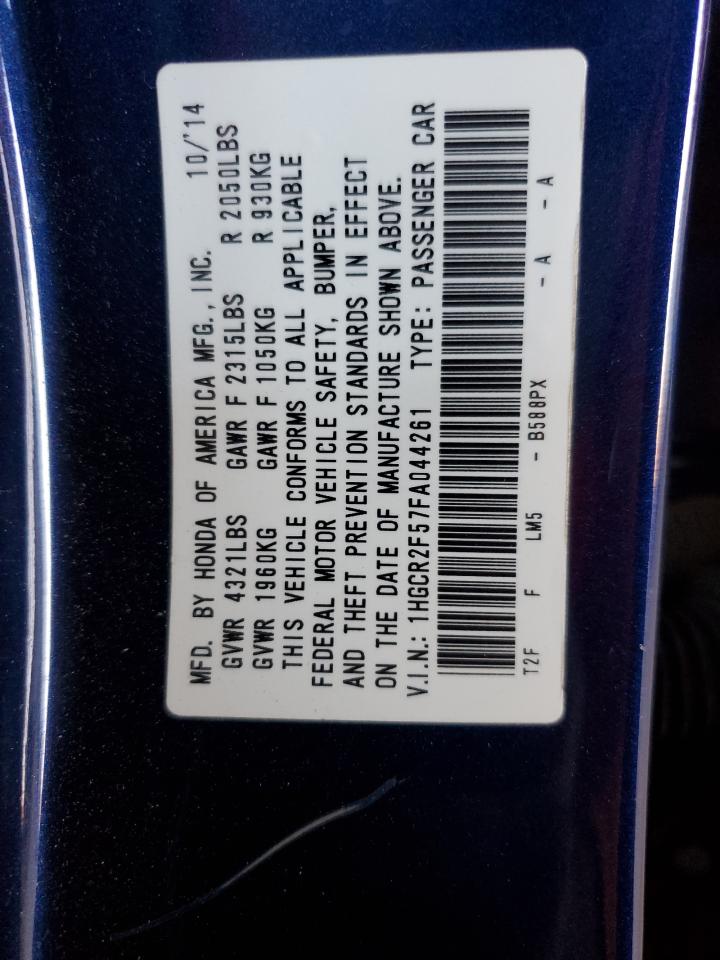 MFD. BY HONDA OF AMERICA MFG., INC. 10/'14
GVWR 4321LBS GAWR F 2315LBS R 2050LBS
GVWR 1960KG GAWR F 1050KG R 930KG
THIS VEHICLE CONFORMS TO ALL APPLICABLE
FEDERAL MOTOR VEHICLE SAFETY, BUMPER,
AND THEFT PREVENTION STANDARDS IN EFFECT
ON THE DATE OF MANUFACTURE SHOWN ABOVE.
V.I.N.: 1HGCR2F57FA044261 TYPE: PASSENGER CAR
T2F F LM5 - B588PX - A - A